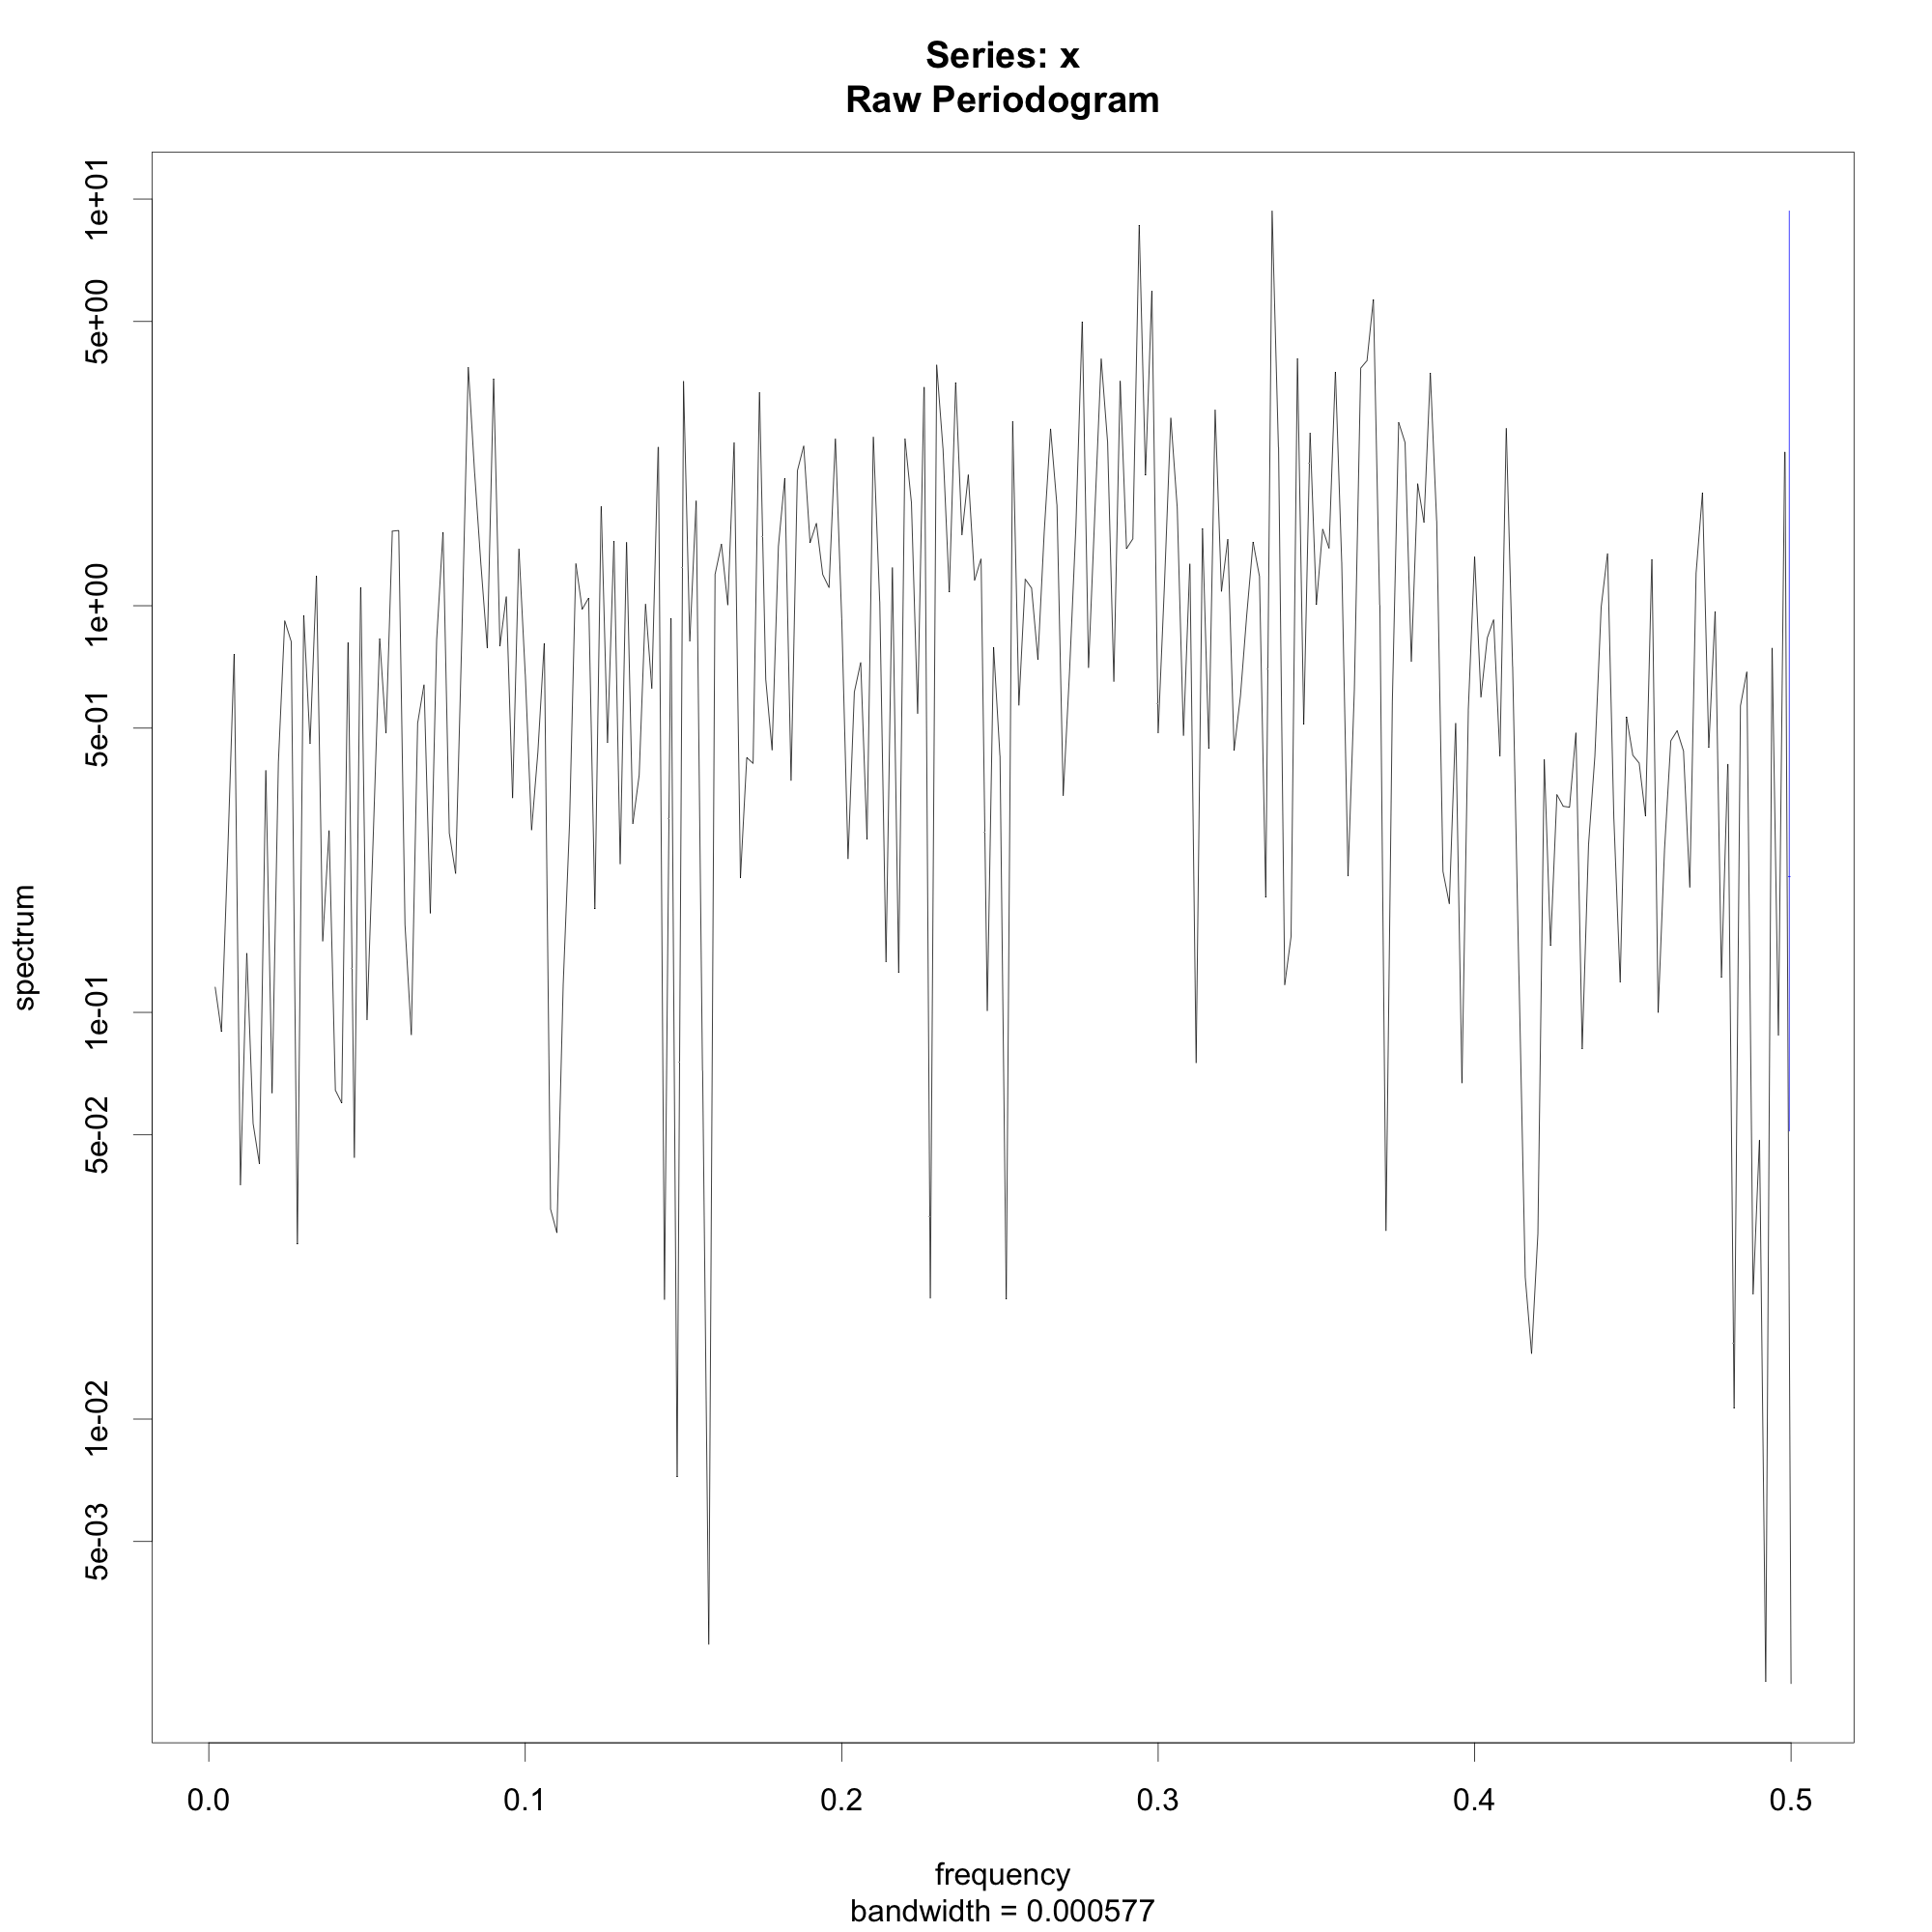 Series: x
Raw Periodogram
spectrum
1e+01
5e+00
1e+00
5e-01
1e-01
5e-02
1e-02
5e-03
0.0 0.1 0.2 0.3 0.4 0.5
frequency
bandwidth = 0.000577